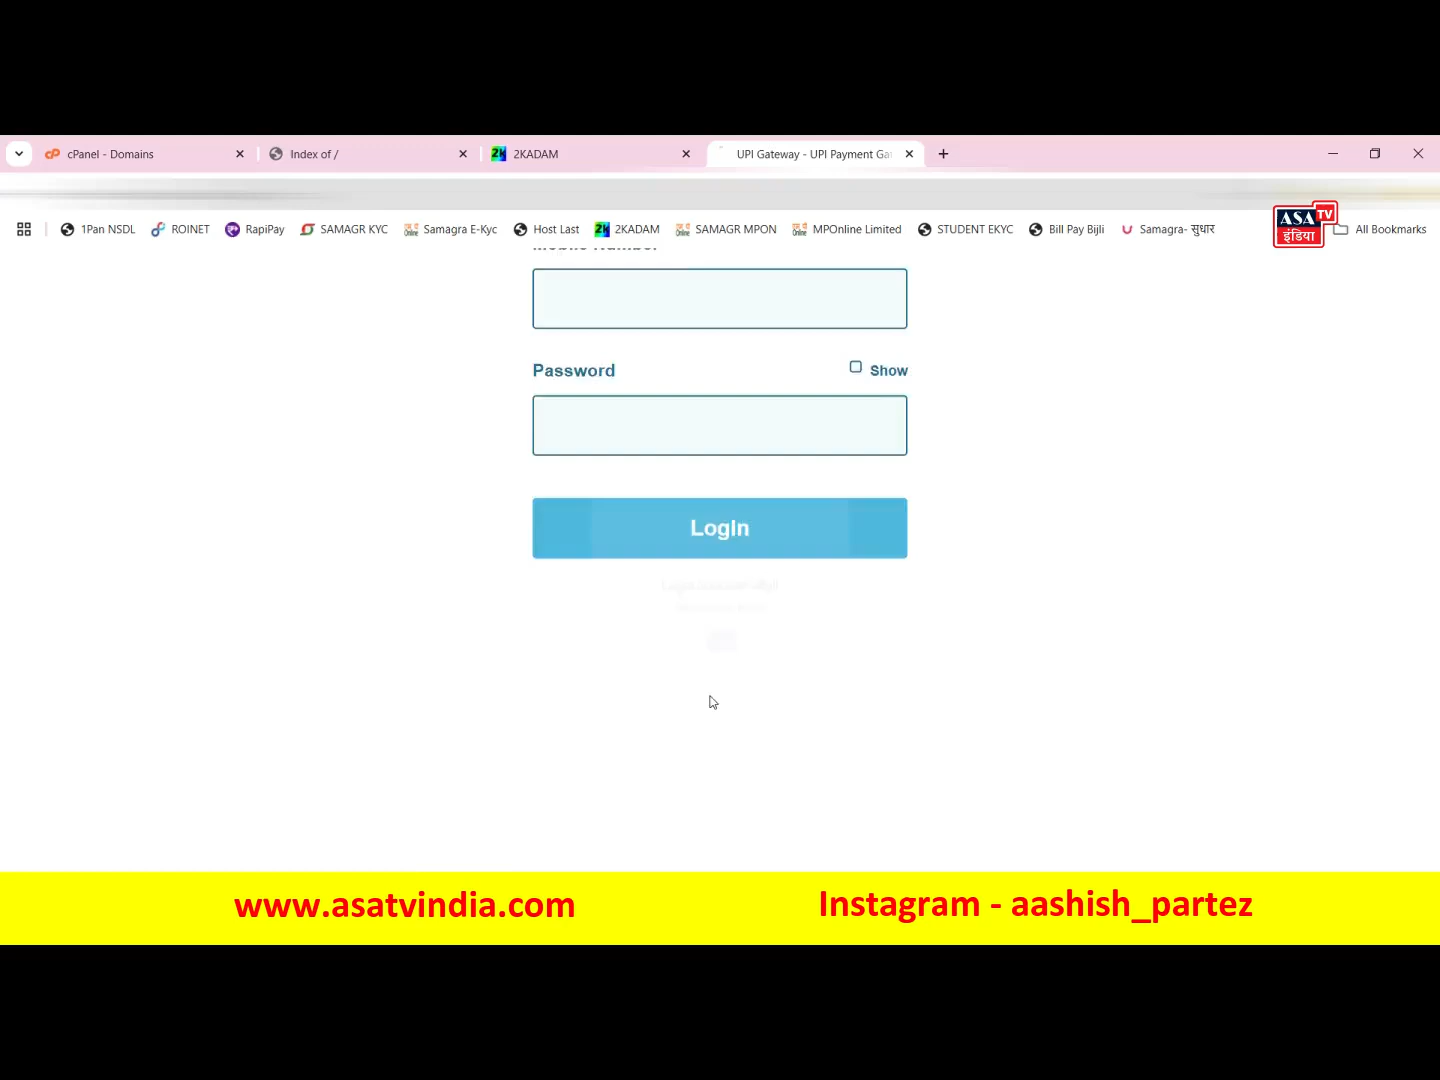 cPanel - Domains
Index of /
2K 2KADAM
UPI Gateway - UPI Payment Ga
1Pan NSDL
ROINET
RapiPay
SAMAGR KYC
Samagra E-Kyc
Host Last
2K 2KADAM
SAMAGR MPON
MPOnline Limited
STUDENT EKYC
Bill Pay Bijli
Samagra- सुधार
ASA TV
इंडिया
All Bookmarks
Password
Show
LogIn
www.asatvindia.com
Instagram - aashish_partez